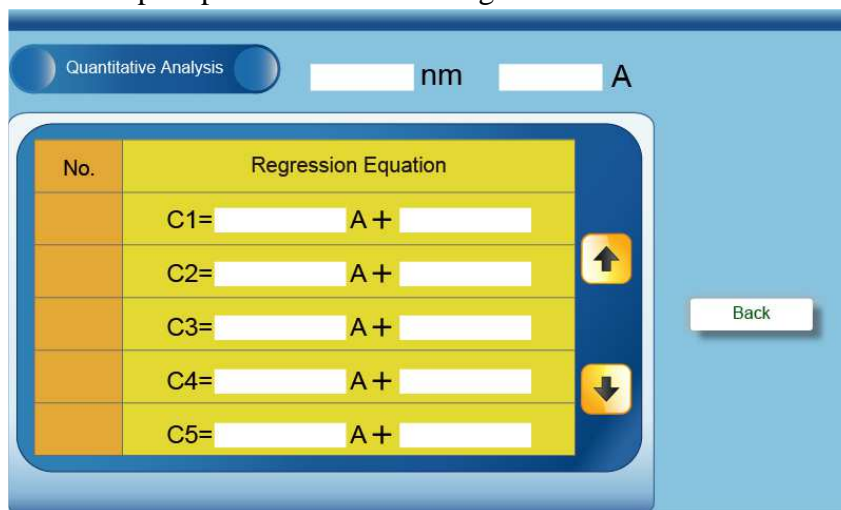 Quantitative Analysis nm A
No. Regression Equation
C1= A+
C2= A+
C3= A+
Back
C4= A+
C5= A+